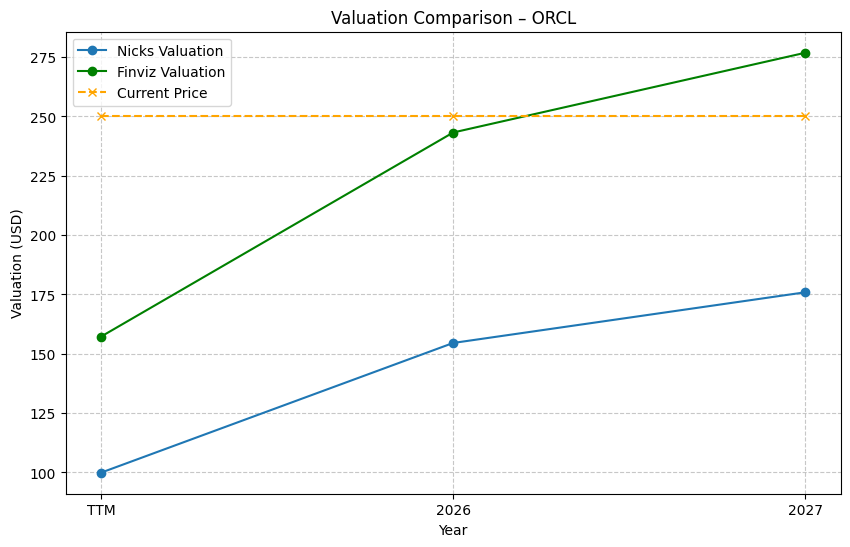 Valuation Comparison – ORCL
Nicks Valuation
Finviz Valuation
Current Price
Valuation (USD)
275
250
225
200
175
150
125
100
TTM
2026
2027
Year